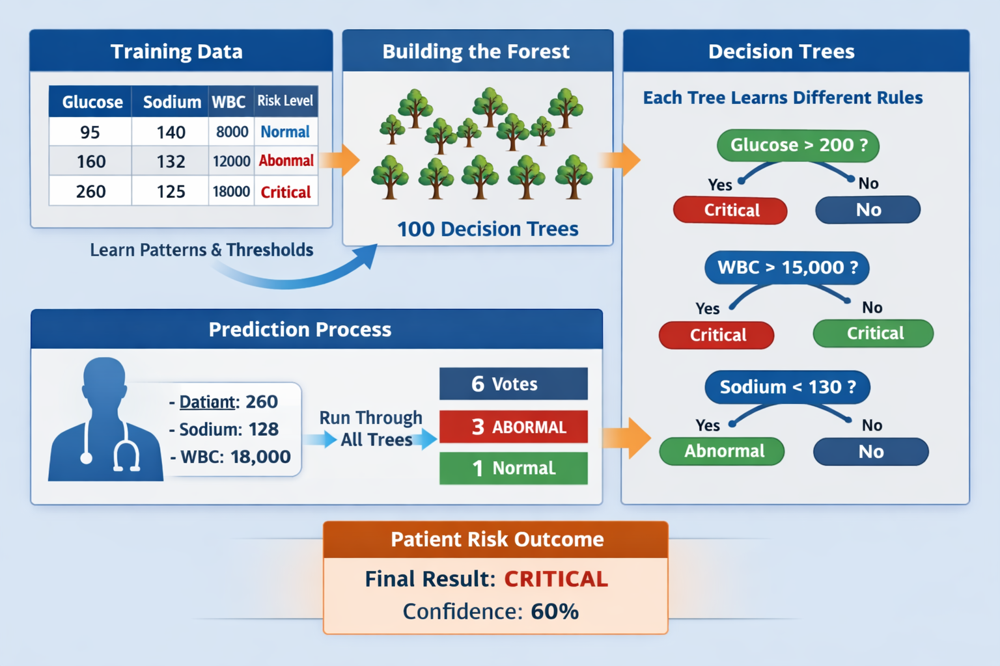 Training Data
Glucose Sodium WBC Risk Level
95 140 8000 Normal
160 132 12000 Abonmal
260 125 18000 Critical
Learn Patterns & Thresholds
Building the Forest
100 Decision Trees
Decision Trees
Each Tree Learns Different Rules
Glucose > 200 ?
Yes No
Critical No
WBC > 15,000 ?
Yes No
Critical Critical
Sodium < 130 ?
Yes No
Abnormal No
Prediction Process
- Datiant: 260
- Sodium: 128
- WBC: 18,000
Run Through
All Trees
6 Votes
3 ABORMAL
1 Normal
Patient Risk Outcome
Final Result: CRITICAL
Confidence: 60%